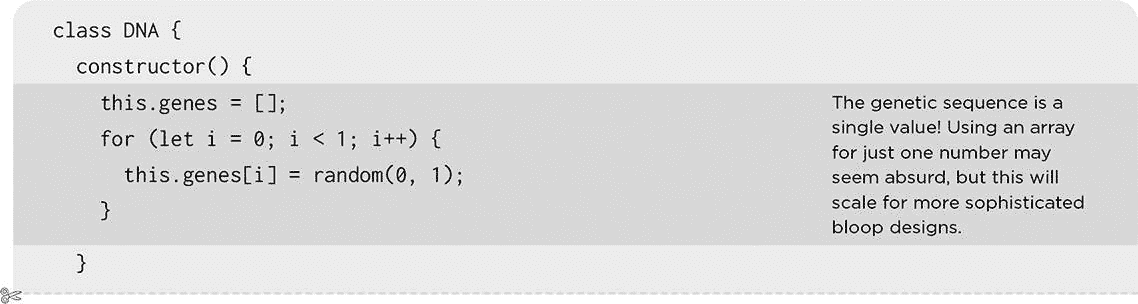 class DNA {
constructor() {
this.genes = [];
for (let i = 0; i < 1; i++) {
this.genes[i] = random(0, 1);
}
}
The genetic sequence is a
single value! Using an array
for just one number may
seem absurd, but this will
scale for more sophisticated
bloop designs.